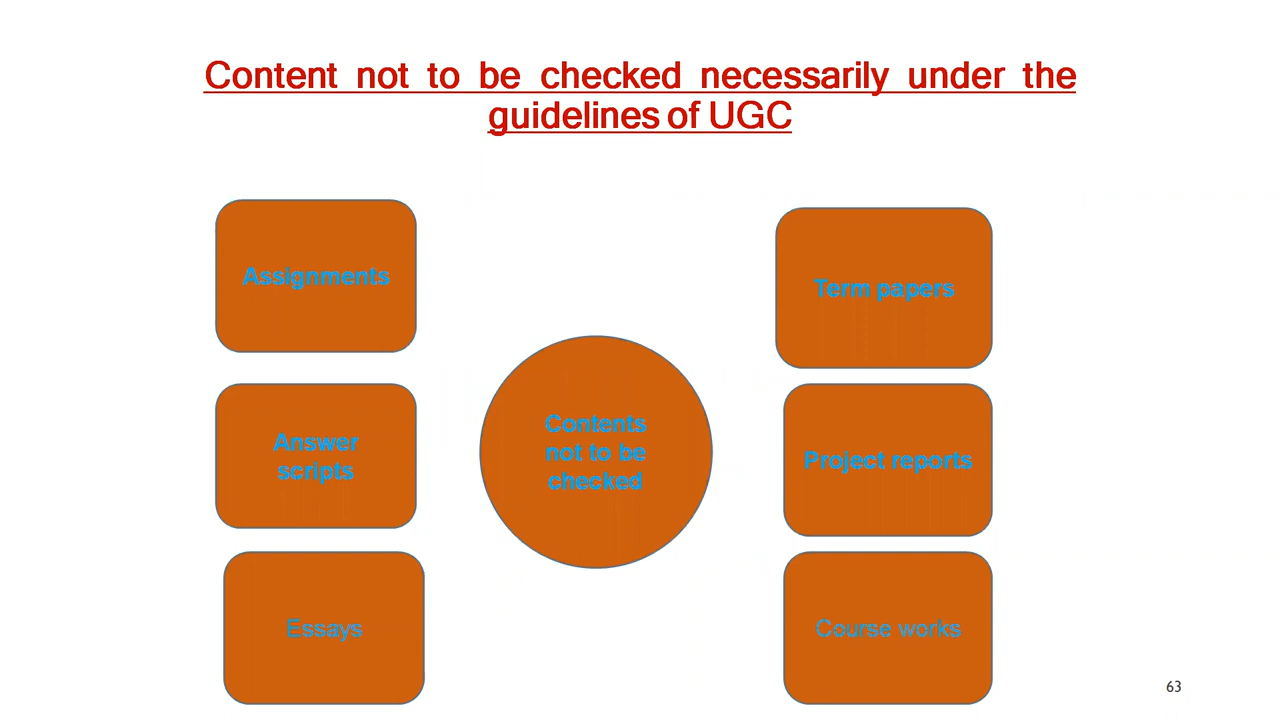 Content not to be checked necessarily under the
guidelines of UGC
Assignments
Term papers
Contents
not to be
checked
Answer
scripts
Project reports
Essays
Course works
63